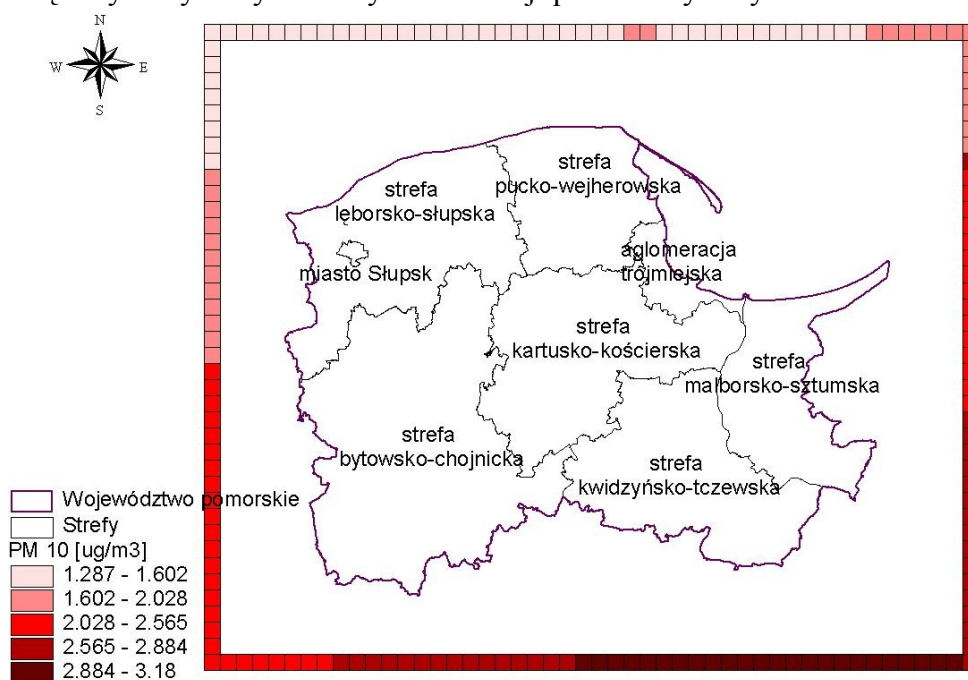 N
W E
S
strefa
pucko-wejherowska
strefa
lęborsko-słupska
aglomeracja
trójmiejska
miasto Słupsk
strefa
kartusko-kościerska
strefa
malborsko-sztumska
strefa
bytowsko-chojnicka
strefa
kwidzyńsko-tczewska
Województwo pomorskie
Strefy
PM 10 [ug/m3]
1.287 - 1.602
1.602 - 2.028
2.028 - 2.565
2.565 - 2.884
2.884 - 3.18